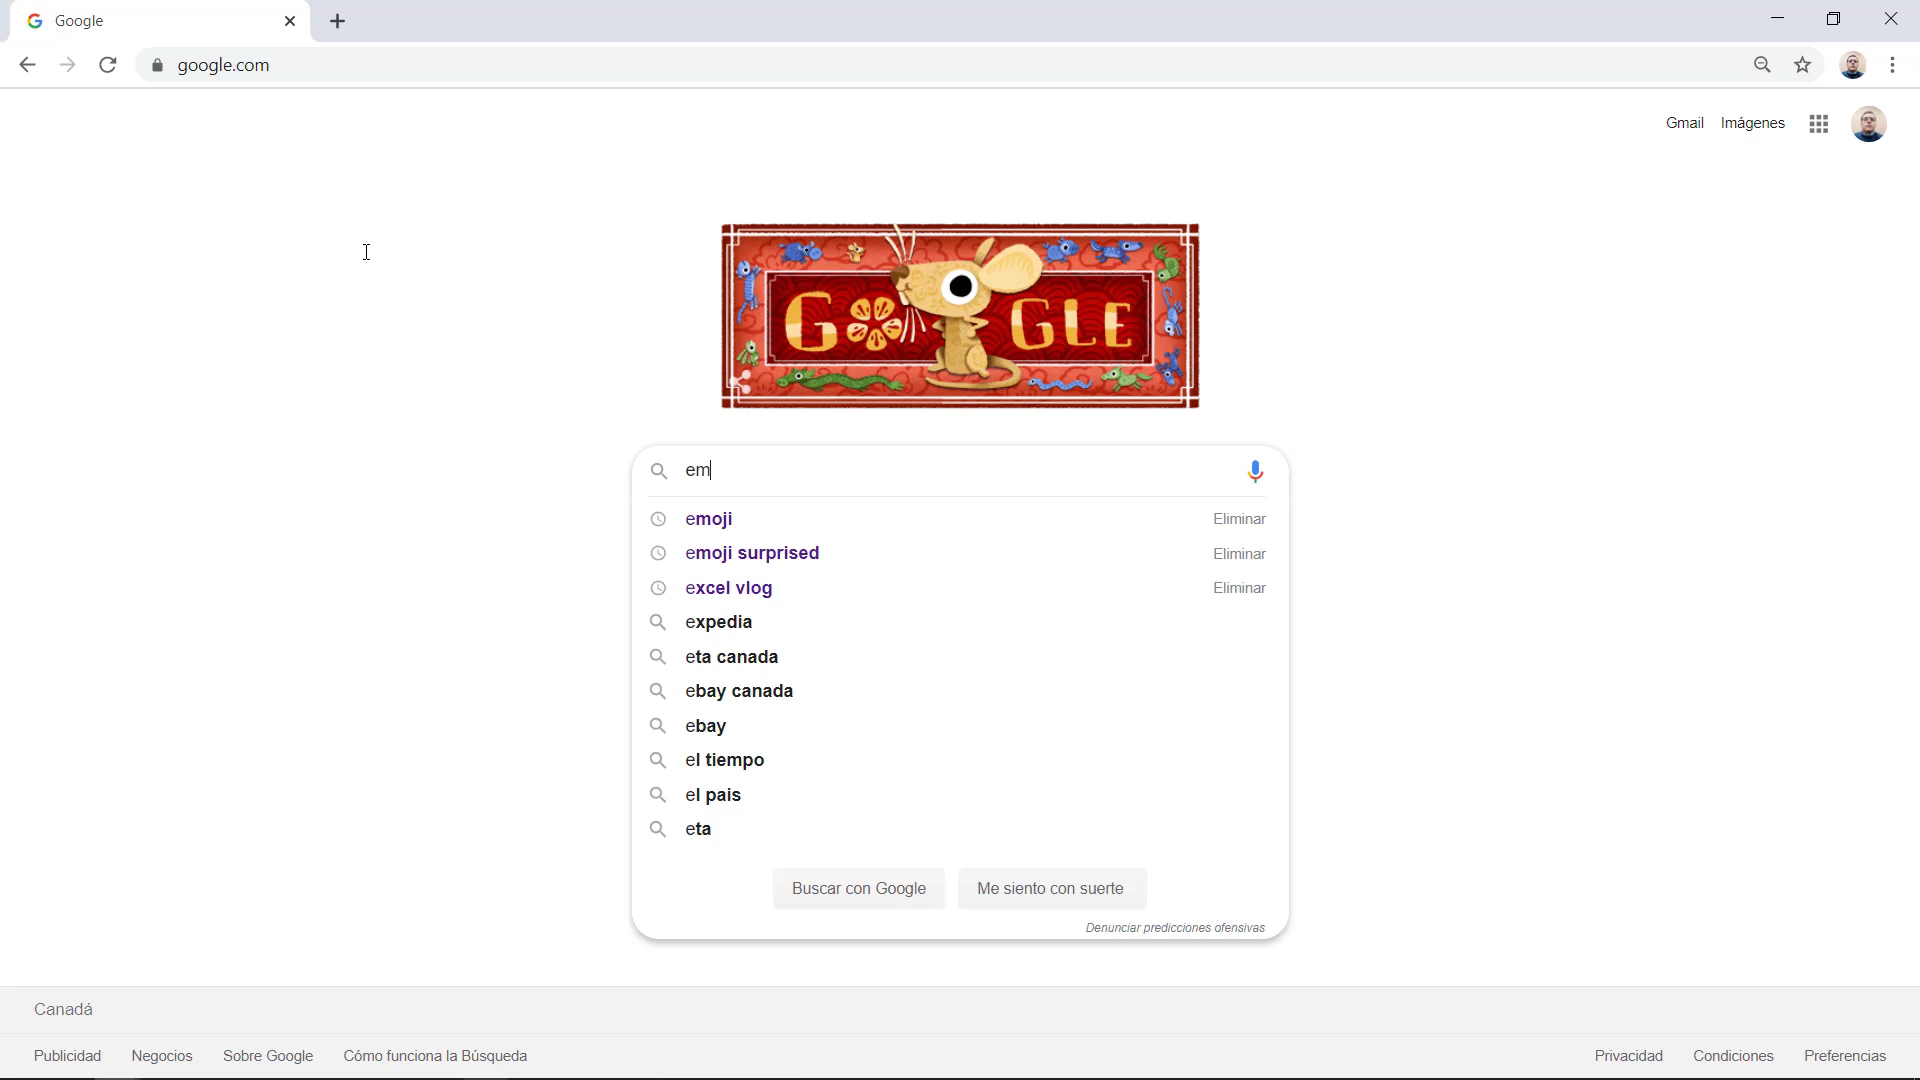 Google
google.com
Gmail Imágenes
GOOGLE
em
emoji Eliminar
emoji surprised Eliminar
excel vlog Eliminar
expedia
eta canada
ebay canada
ebay
el tiempo
el pais
eta
Buscar con Google Me siento con suerte
Denunciar predicciones ofensivas
Canadá
Publicidad Negocios Sobre Google Cómo funciona la Búsqueda Privacidad Condiciones Preferencias